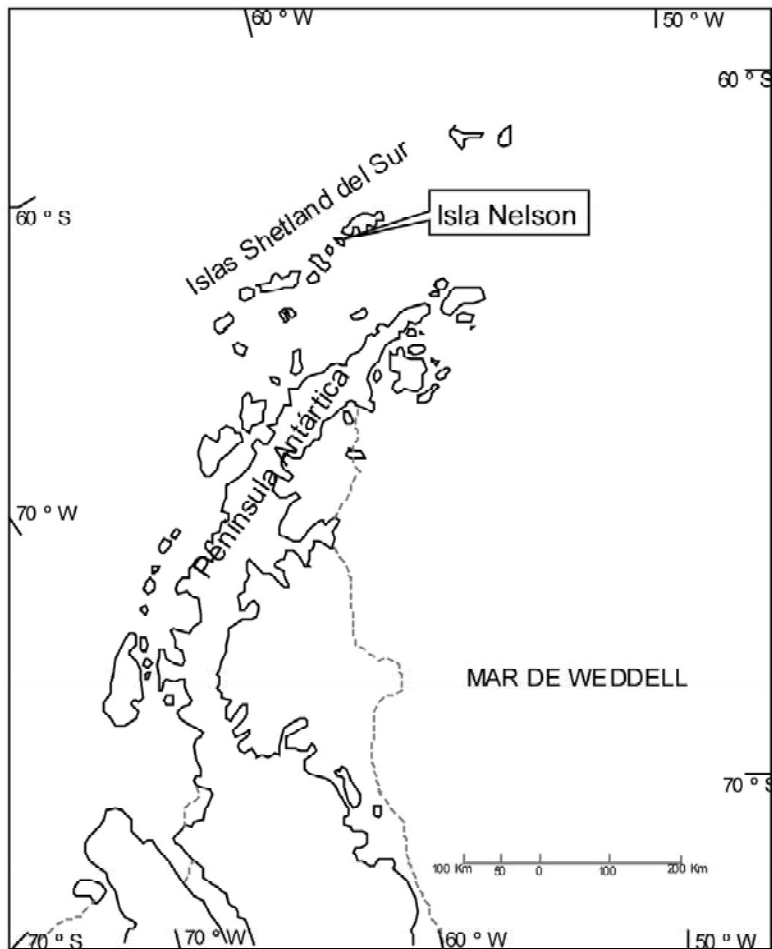 60 º W
50 º W
60 º S
Islas Shetland del Sur
60 º S
Isla Nelson
Península Antártica
70 º W
MAR DE WEDDELL
70 º S
100 Km 50 0 100 200 Km
70 º S
70 º W
60 º W
50 º W